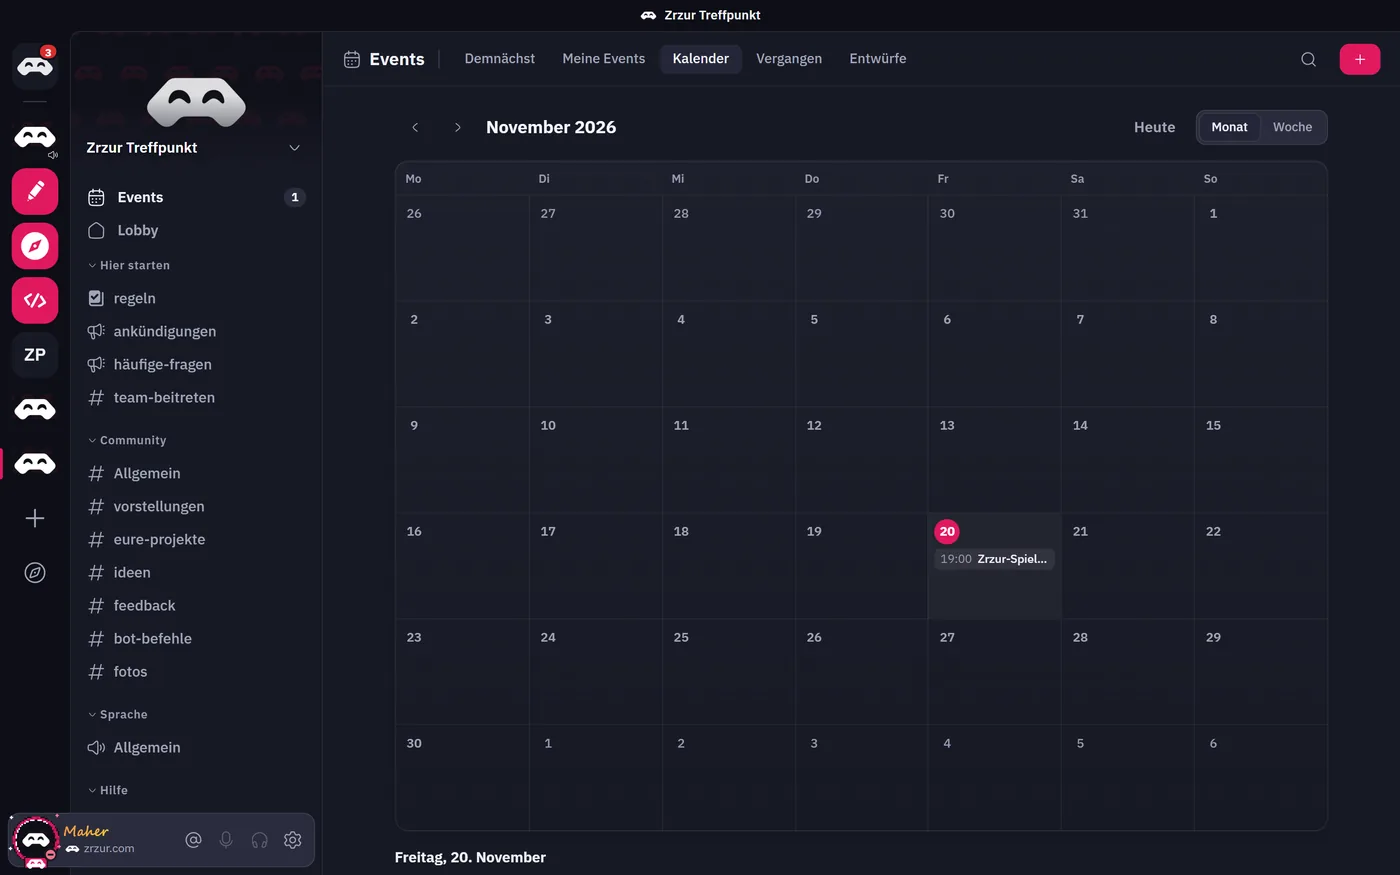 Zrzur Treffpunkt
3
ZP
Zrzur Treffpunkt
Events 1
Lobby
Hier starten
regeln
ankündigungen
häufige-fragen
team-beitreten
Community
Allgemein
vorstellungen
eure-projekte
ideen
feedback
bot-befehle
fotos
Sprache
Allgemein
Hilfe
Maher
zrzur.com
Events Demnächst Meine Events Kalender Vergangen Entwürfe
November 2026 Heute Monat Woche
Mo Di Mi Do Fr Sa So
26 27 28 29 30 31 1
2 3 4 5 6 7 8
9 10 11 12 13 14 15
16 17 18 19 20 21 22
19:00 Zrzur-Spiel...
23 24 25 26 27 28 29
30 1 2 3 4 5 6
Freitag, 20. November